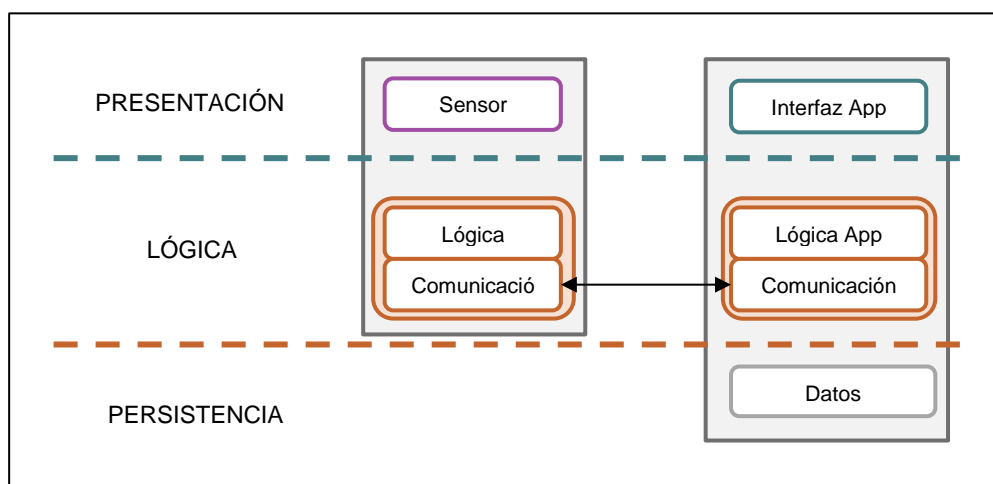 PRESENTACIÓN
Sensor
Interfaz App
LÓGICA
Lógica
Lógica App
Comunicació
Comunicación
PERSISTENCIA
Datos